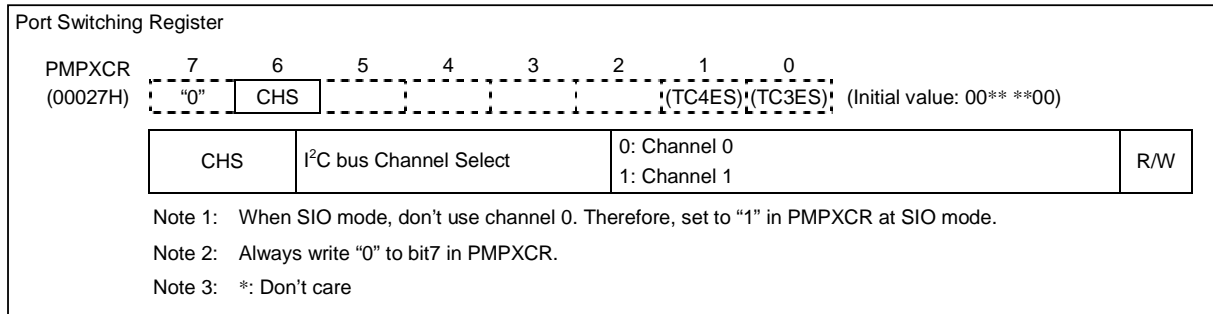 Port Switching Register
PMPXCR 7 6 5 4 3 2 1 0
(00027H) “0” CHS (TC4ES) (TC3ES) (Initial value: 00** **00)
CHS I²C bus Channel Select 0: Channel 0 R/W
1: Channel 1
Note 1: When SIO mode, don’t use channel 0. Therefore, set to “1” in PMPXCR at SIO mode.
Note 2: Always write “0” to bit7 in PMPXCR.
Note 3: *: Don’t care